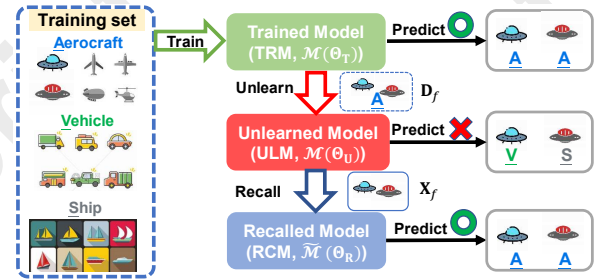 Training set
Aerocraft
Vehicle
Ship
Train
Trained Model
(TRM, ℳ(Θ_T))
Predict
A A
Unlearn
A
D_f
Unlearned Model
(ULM, ℳ(Θ_U))
Predict
V S
Recall
X_f
Recalled Model
(RCM, ℳ̃(Θ_R))
Predict
A A